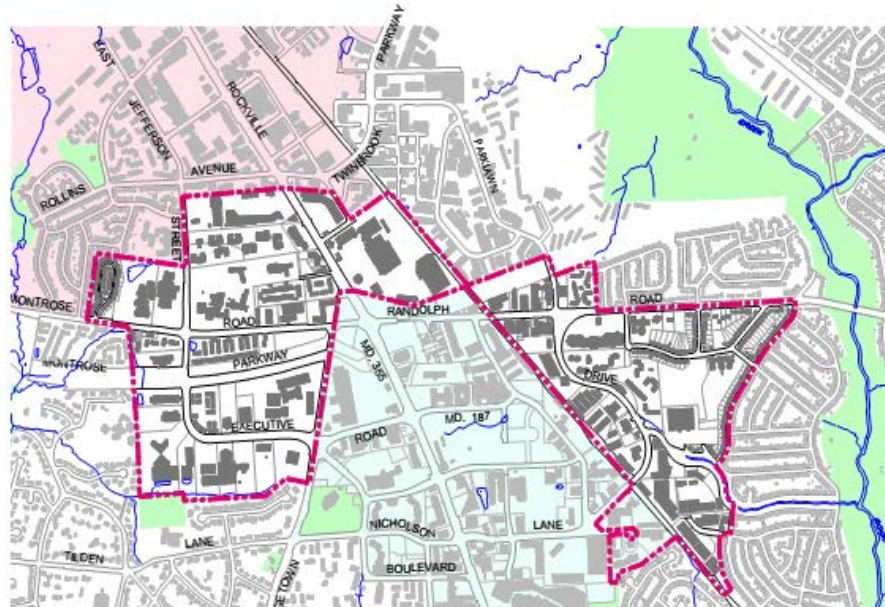 EAST
JEFFERSON
STREET
ROCKVILLE
PARKWAY
TWINBROOK
PARKLAWN
CREEK
ROLLINS
AVENUE
MONTROSE
ROAD
RANDOLPH
ROAD
MONTROSE
PARKWAY
MD. 355
DRIVE
EXECUTIVE
ROAD
MD. 187
NICHOLSON
LANE
TILDEN
LANE
BOULEVARD